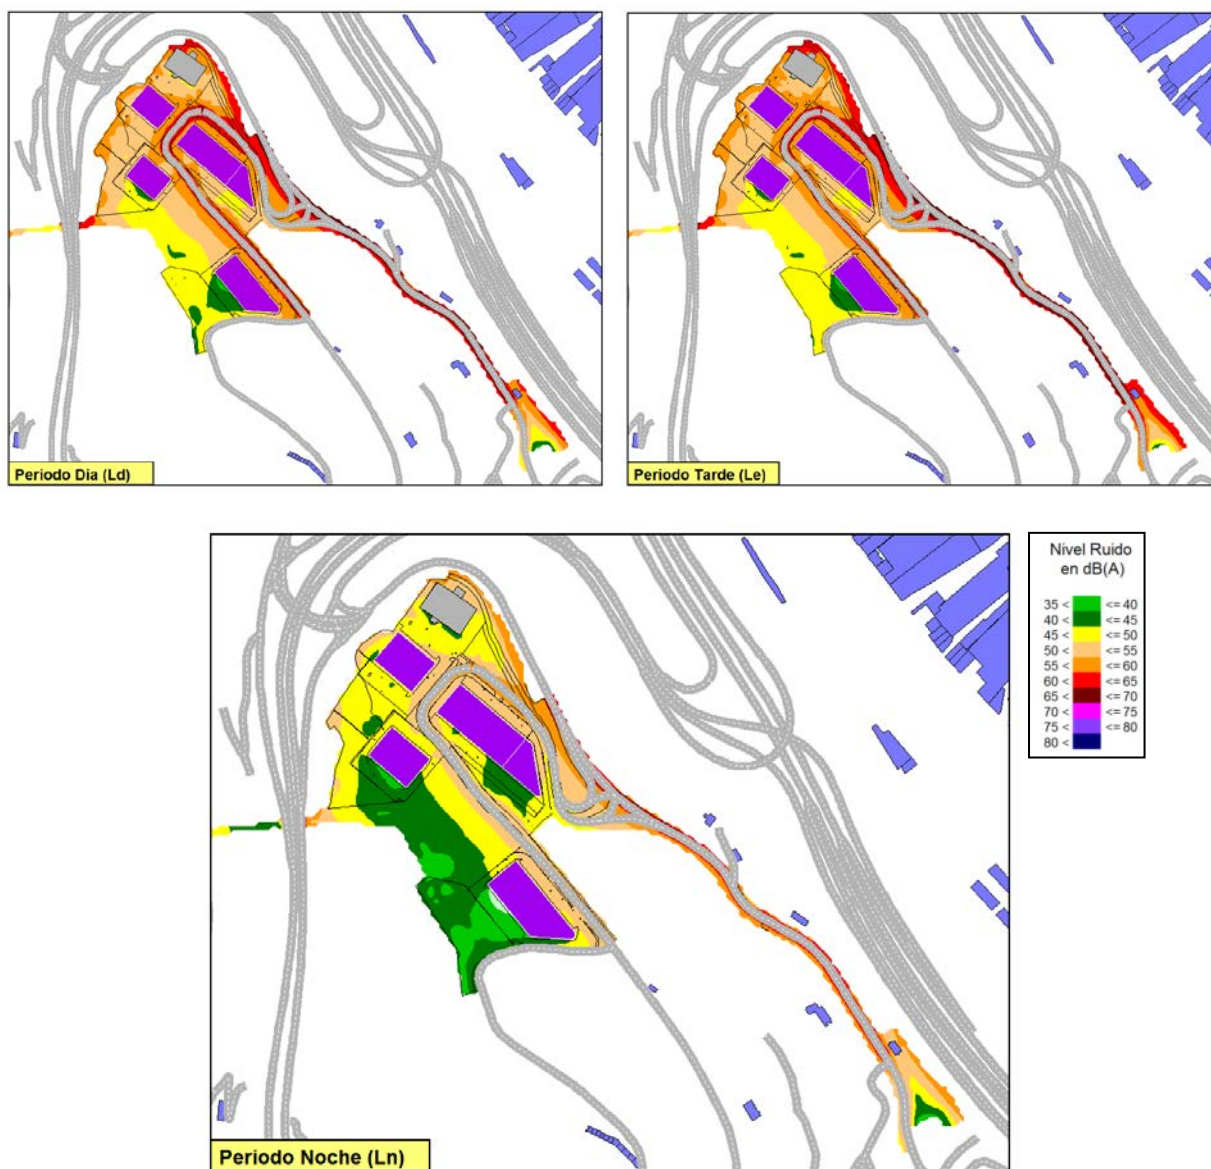 Periodo Dia (Ld)
Periodo Tarde (Le)
Nivel Ruido
en dB(A)
35 < <= 40
40 < <= 45
45 < <= 50
50 < <= 55
55 < <= 60
60 < <= 65
65 < <= 70
70 < <= 75
75 < <= 80
80 <
Periodo Noche (Ln)